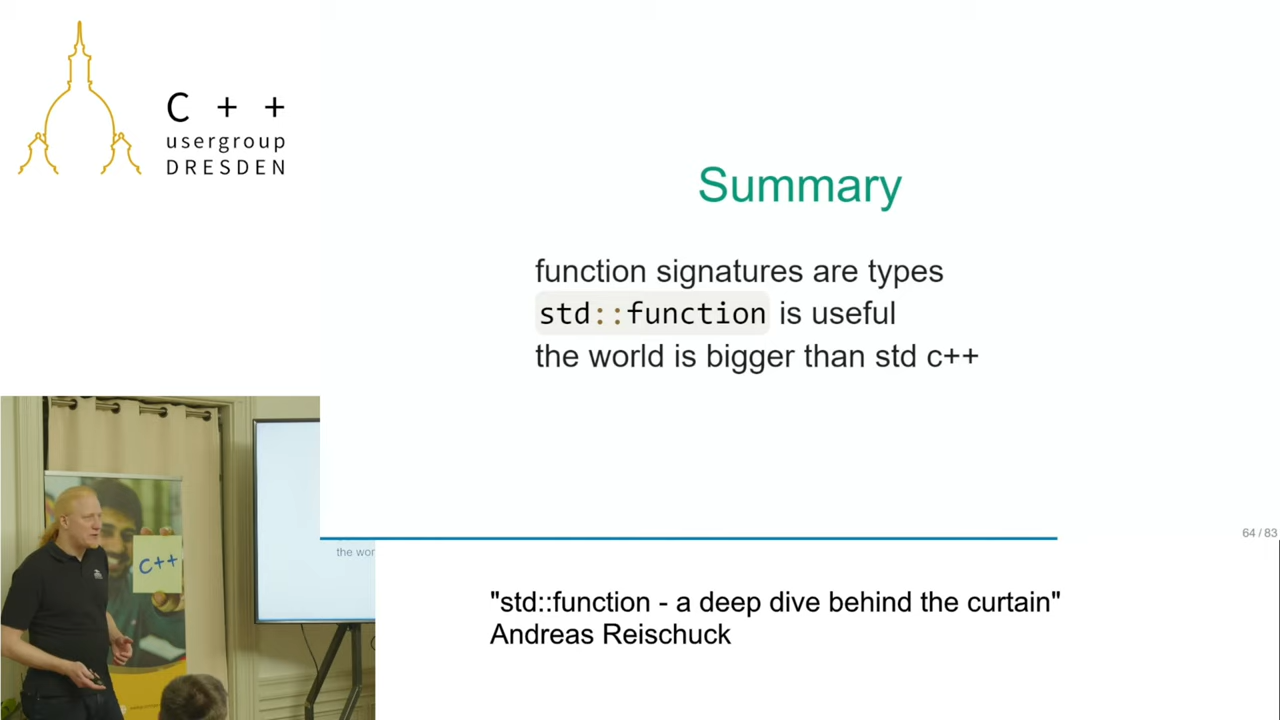 C + +
usergroup
DRESDEN
Summary
function signatures are types
std::function is useful
the world is bigger than std c++
64 / 83
the wor
C++
"std::function - a deep dive behind the curtain"
Andreas Reischuck